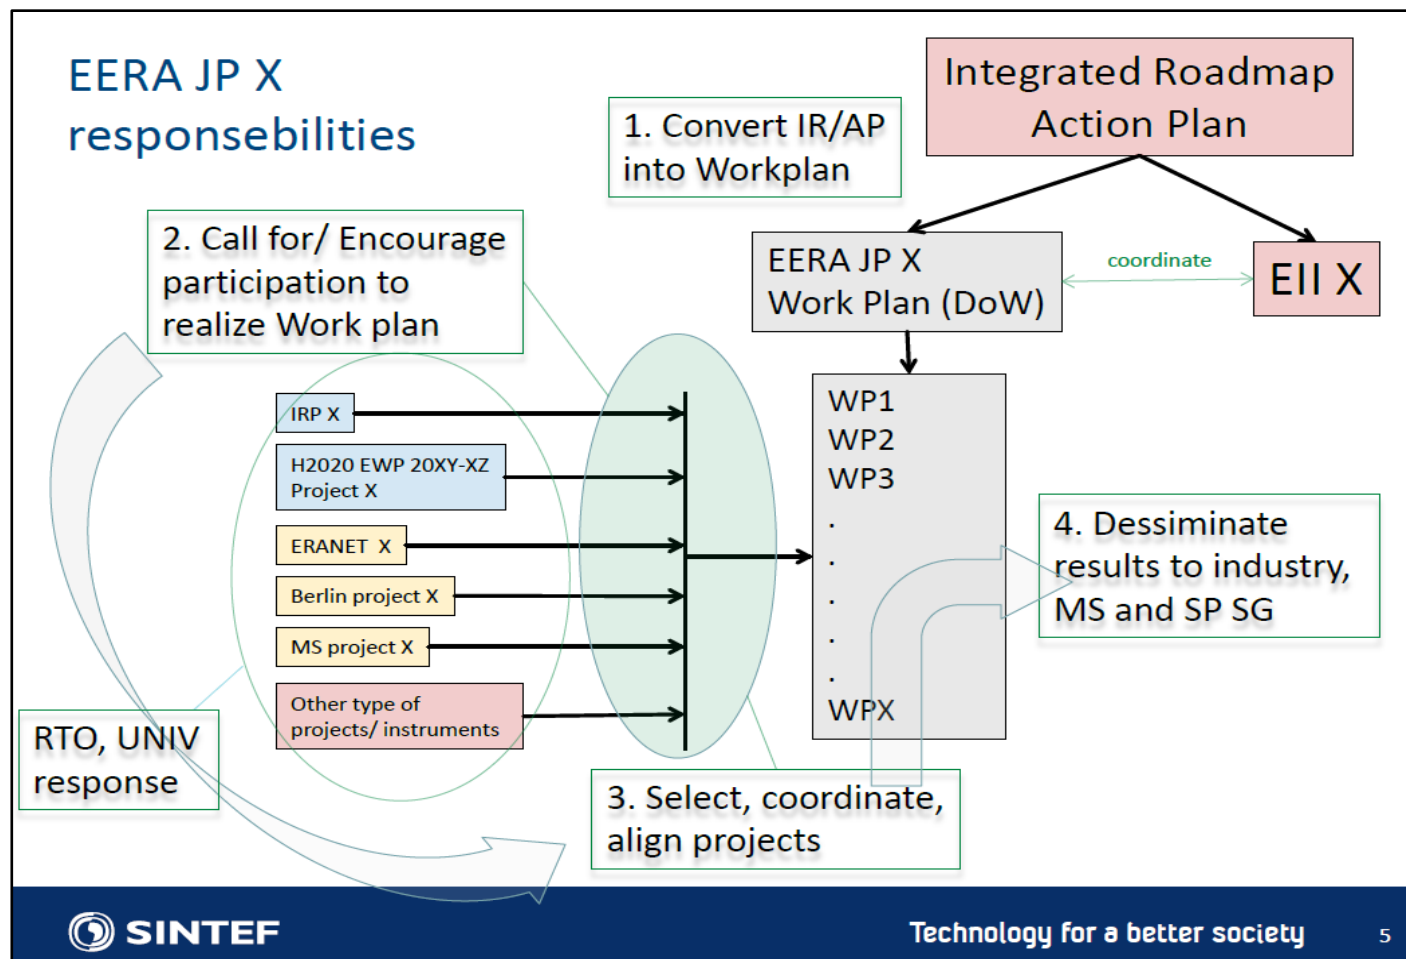 EERA JP X
responsebilities
Integrated Roadmap
Action Plan
1. Convert IR/AP
into Workplan
2. Call for/ Encourage
participation to
realize Work plan
EERA JP X
Work Plan (DoW)
coordinate
EII X
IRP X
H2020 EWP 20XY-XZ
Project X
ERANET X
Berlin project X
MS project X
Other type of
projects/ instruments
WP1
WP2
WP3
.
.
.
.
.
WPX
4. Dessiminate
results to industry,
MS and SP SG
RTO, UNIV
response
3. Select, coordinate,
align projects
SINTEF
Technology for a better society
5